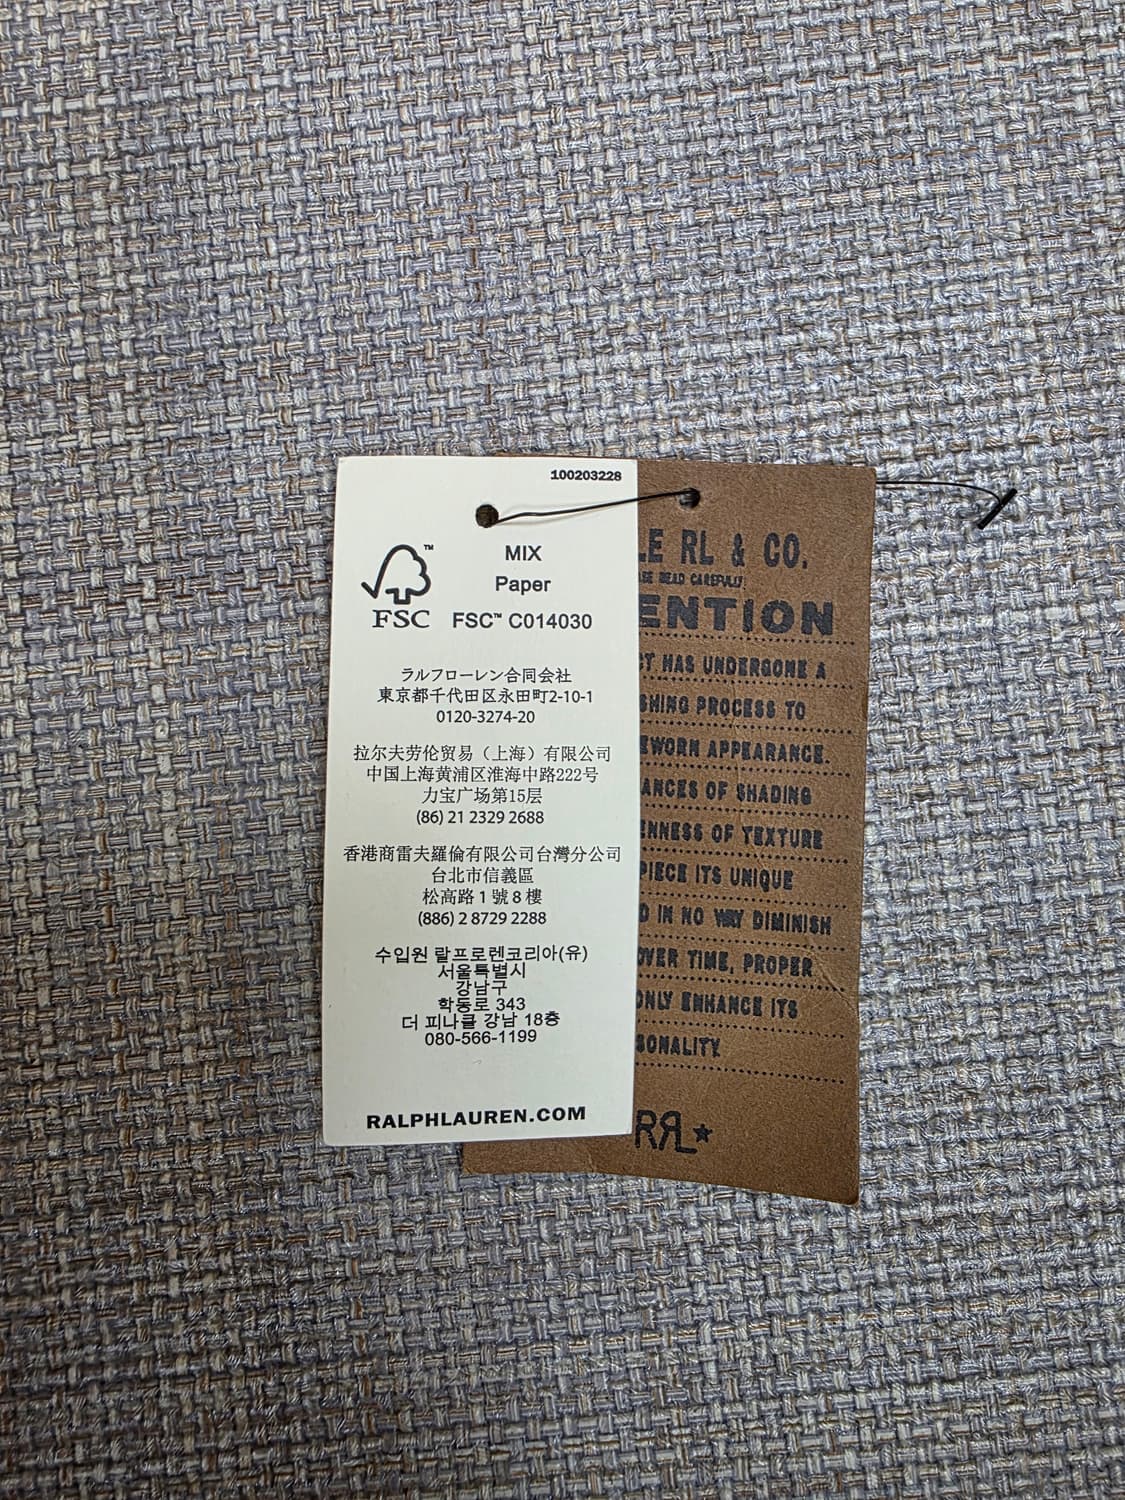 100203228
MIX
Paper
FSC™ C014030
™
FSC
ラルフローレン合同会社
東京都千代田区永田町2-10-1
0120-3274-20
拉尔夫劳伦贸易（上海）有限公司
中国上海黄浦区淮海中路222号
力宝广场第15层
(86) 21 2329 2688
香港商雷夫羅倫有限公司台灣分公司
台北市信義區
松高路 1 號 8 樓
(886) 2 8729 2288
수입원 랄프로렌코리아(유)
서울특별시
강남구
학동로 343
더 피나클 강남 18층
080-566-1199
RALPHLAUREN.COM
LE RL & CO.
ASE READ CAREFULLY:
ENTION
CT HAS UNDERGONE A
SHING PROCESS TO
EWORN APPEARANCE.
ANCES OF SHADING
ENNESS OF TEXTURE
PIECE ITS UNIQUE
D IN NO WAY DIMINISH
OVER TIME, PROPER
ONLY ENHANCE ITS
SONALITY.
RRL★